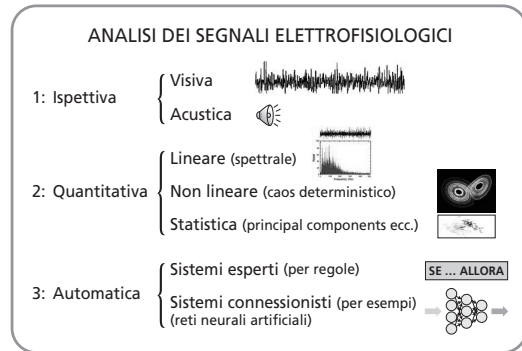 ANALISI DEI SEGNALI ELETTROFISIOLOGICI
1: Ispettiva
Visiva
Acustica
2: Quantitativa
Lineare (spettrale)
Non lineare (caos deterministico)
Statistica (principal components ecc.)
3: Automatica
Sistemi esperti (per regole)
SE ... ALLORA
Sistemi connessionisti (per esempi)
(reti neurali artificiali)